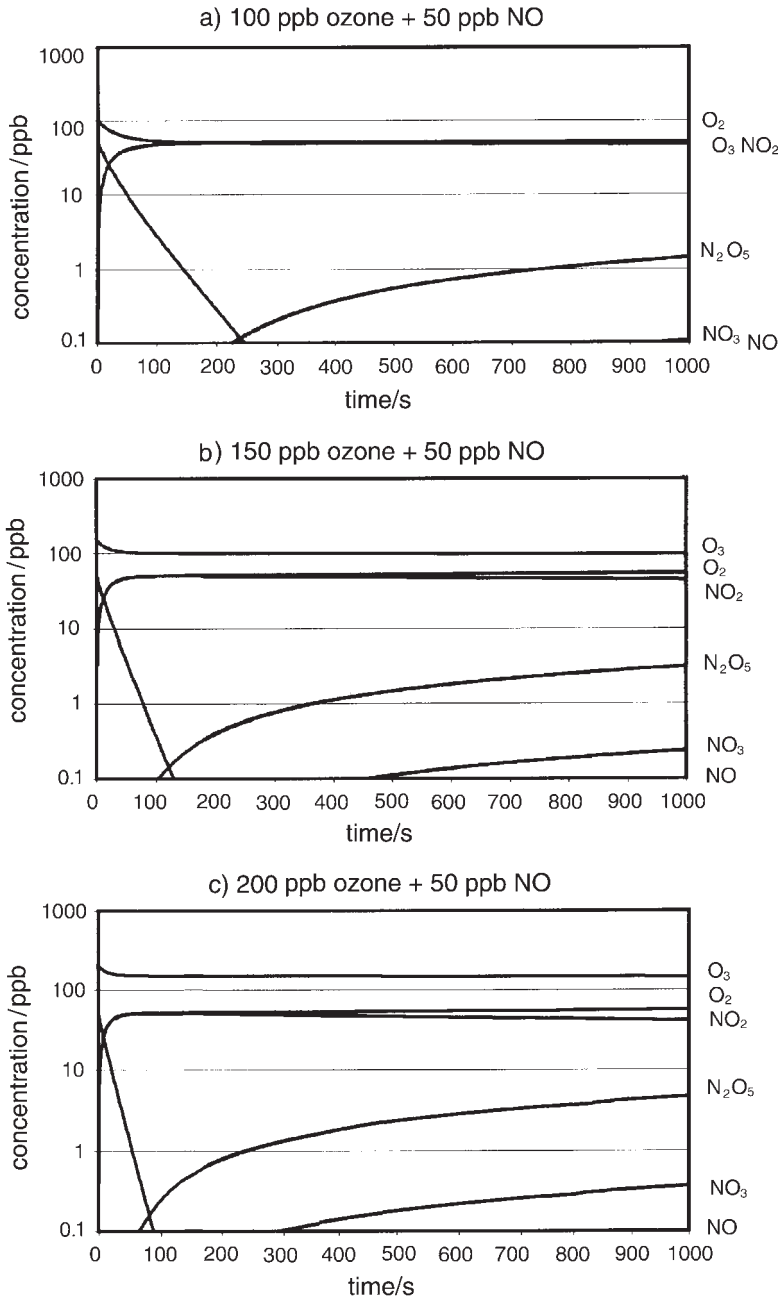 a) 100 ppb ozone + 50 ppb NO
concentration/ppb
1000
100
10
1
0.1
O₂
O₃ NO₂
N₂O₅
NO₃ NO
0 100 200 300 400 500 600 700 800 900 1000
time/s
b) 150 ppb ozone + 50 ppb NO
concentration/ppb
1000
100
10
1
0.1
O₃
O₂
NO₂
N₂O₅
NO₃
NO
0 100 200 300 400 500 600 700 800 900 1000
time/s
c) 200 ppb ozone + 50 ppb NO
concentration/ppb
1000
100
10
1
0.1
O₃
O₂
NO₂
N₂O₅
NO₃
NO
0 100 200 300 400 500 600 700 800 900 1000
time/s